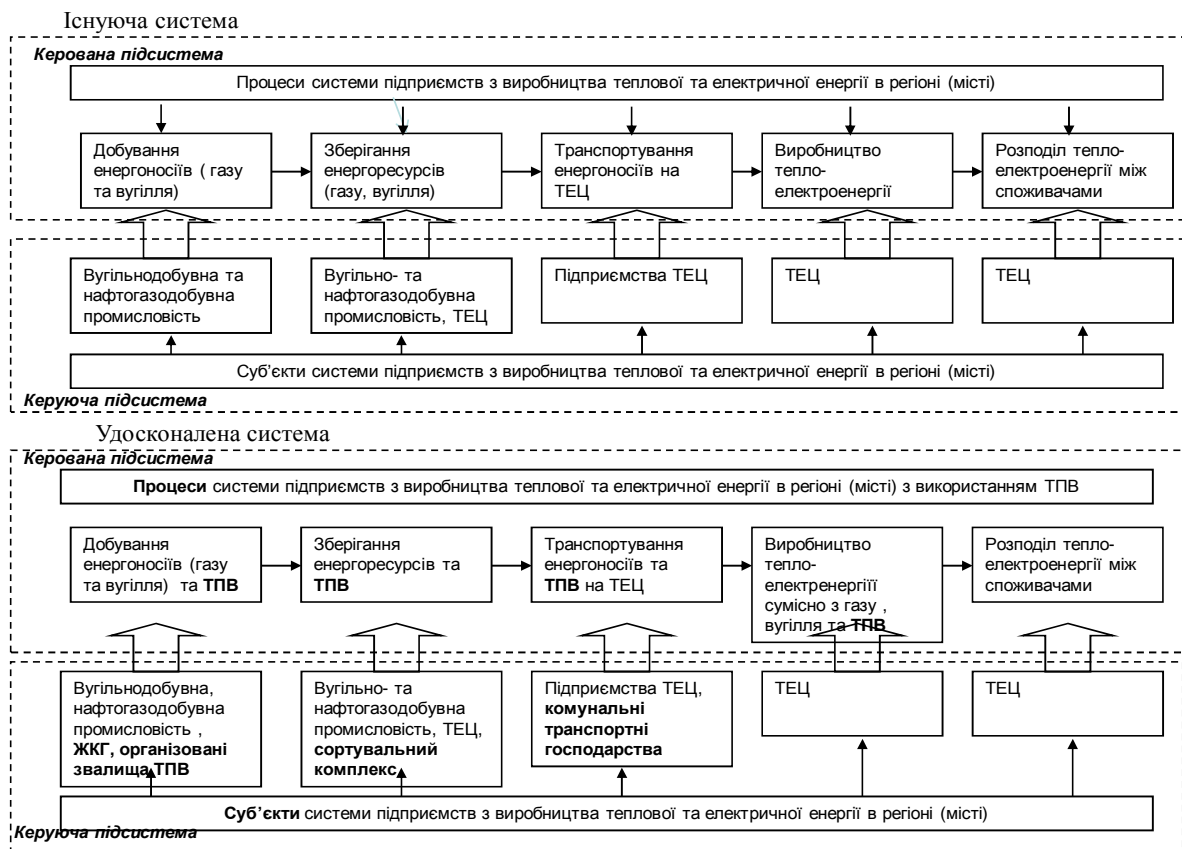 Існуюча система
Керована підсистема
Процеси системи підприємств з виробництва теплової та електричної енергії в регіоні (місті)
Добування
енергоносіїв ( газу
та вугілля)
Зберігання
енергоресурсів
(газу, вугілля)
Транспортування
енергоносіїв на
ТЕЦ
Виробництво
тепло-
електроенергії
Розподіл тепло-
електроенергії між
споживачами
Вугільнодобувна та
нафтогазодобувна
промисловість
Вугільно- та
нафтогазодобувна
промисловість, ТЕЦ
Підприємства ТЕЦ
ТЕЦ
ТЕЦ
Суб’єкти системи підприємств з виробництва теплової та електричної енергії в регіоні (місті)
Керуюча підсистема
Удосконалена система
Керована підсистема
Процеси системи підприємств з виробництва теплової та електричної енергії в регіоні (місті) з використанням ТПВ
Добування
енергоносіїв (газу
та вугілля) та ТПВ
Зберігання
енергоресурсів та
ТПВ
Транспортування
енергоносіїв та
ТПВ на ТЕЦ
Виробництво
тепло-
електренергіїї
сумісно з газу ,
вугілля та ТПВ
Розподіл тепло-
електроенергії між
споживачами
Вугільнодобувна,
нафтогазодобувна
промисловість ,
ЖКГ, організовані
звалища ТПВ
Вугільно- та
нафтогазодобувна
промисловість, ТЕЦ,
сортувальний
комплекс
Підприємства ТЕЦ,
комунальні
транспортні
господарства
ТЕЦ
ТЕЦ
Суб’єкти системи підприємств з виробництва теплової та електричної енергії в регіоні (місті)
Керуюча підсистема